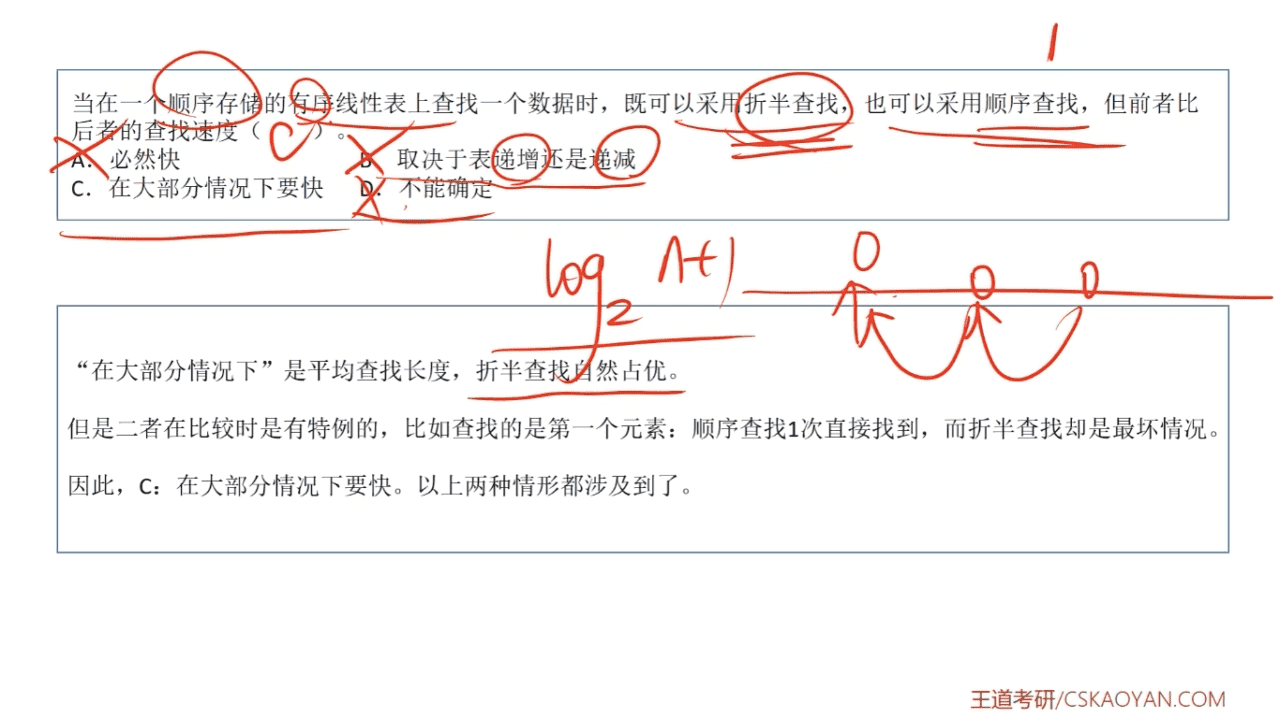 1
当在一个顺序存储的有序线性表上查找一个数据时，既可以采用折半查找，也可以采用顺序查找，但前者比
后者的查找速度（ C ）。
A．必然快 B．取决于表递增还是递减
C．在大部分情况下要快 D．不能确定
log₂ n+1
“在大部分情况下”是平均查找长度，折半查找自然占优。
但是二者在比较时是有特例的，比如查找的是第一个元素：顺序查找1次直接找到，而折半查找却是最坏情况。
因此，C：在大部分情况下要快。以上两种情形都涉及到了。
王道考研/CSKAOYAN.COM